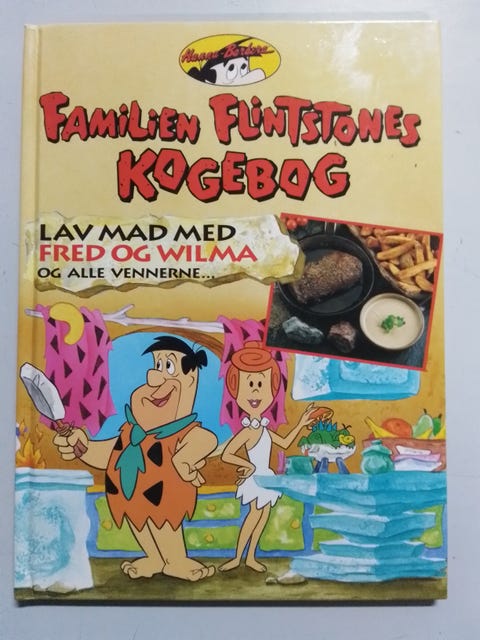 Hanna-Barbera
FAMILIEN FLINTSTONES
KOGEBOG
LAV MAD MED
FRED OG WILMA
OG ALLE VENNERNE...